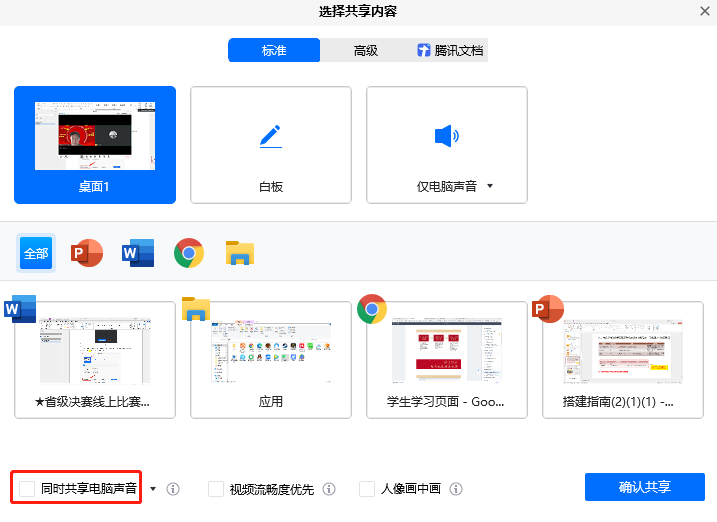 选择共享内容
标准
高级
腾讯文档
桌面1
白板
仅电脑声音
全部
★省级决赛线上比赛...
应用
学生学习页面 - Goo...
搭建指南(2)(1)(1) -...
同时共享电脑声音
视频流畅度优先
人像画中画
确认共享